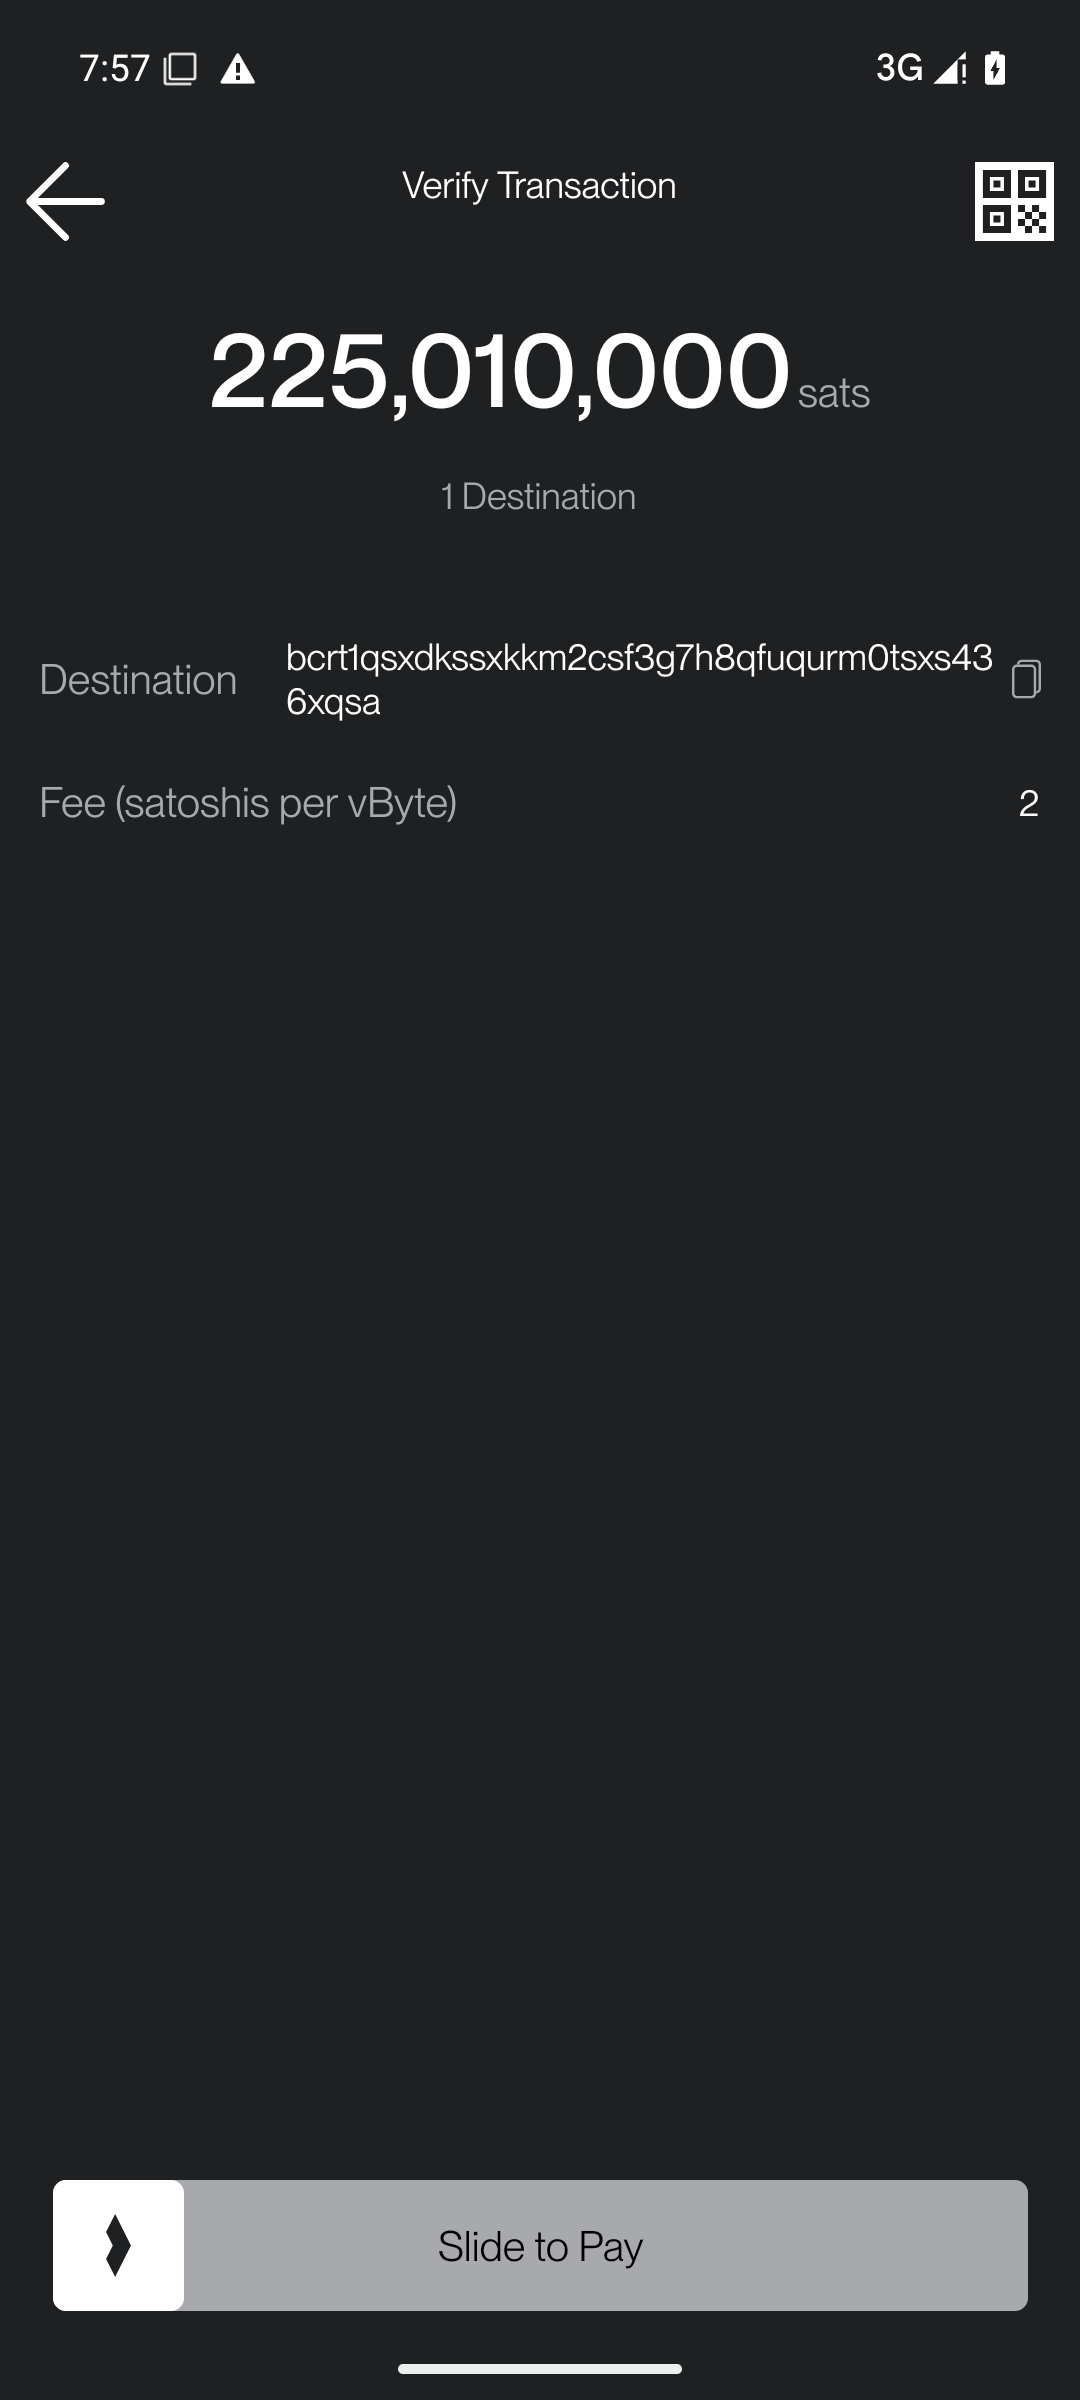 7:57
3G
Verify Transaction
225,010,000 sats
1 Destination
Destination
bcrt1qsxdkssxkkm2csf3g7h8qfuqurm0tsxs43
6xqsa
Fee (satoshis per vByte)
2
Slide to Pay